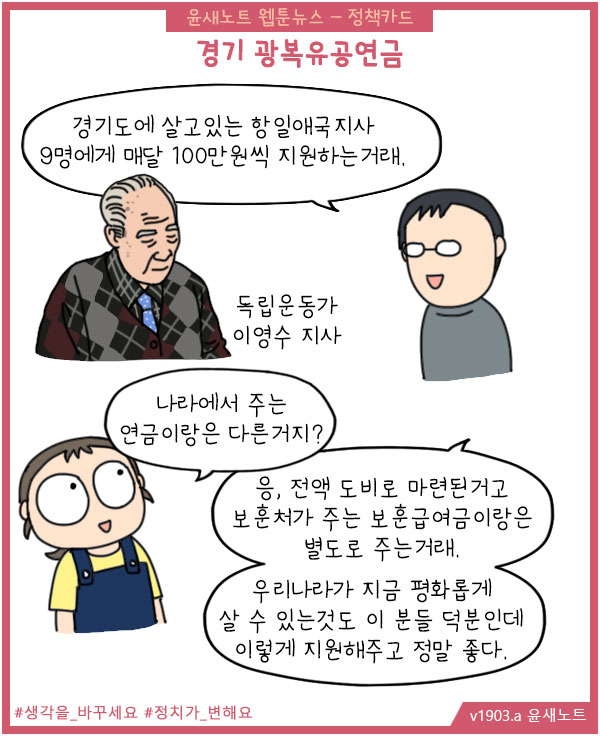 윤새노트 웹툰뉴스 - 정책카드
경기 광복유공연금
경기도에 살고있는 항일애국지사
9명에게 매달 100만원씩 지원하는거래.
독립운동가
이영수 지사
나라에서 주는
연금이랑은 다른거지?
응, 전액 도비로 마련된거고
보훈처가 주는 보훈급여금이랑은
별도로 주는거래.
우리나라가 지금 평화롭게
살 수 있는것도 이 분들 덕분인데
이렇게 지원해주고 정말 좋다.
#생각을_바꾸세요 #정치가_변해요
v1903.a 윤새노트